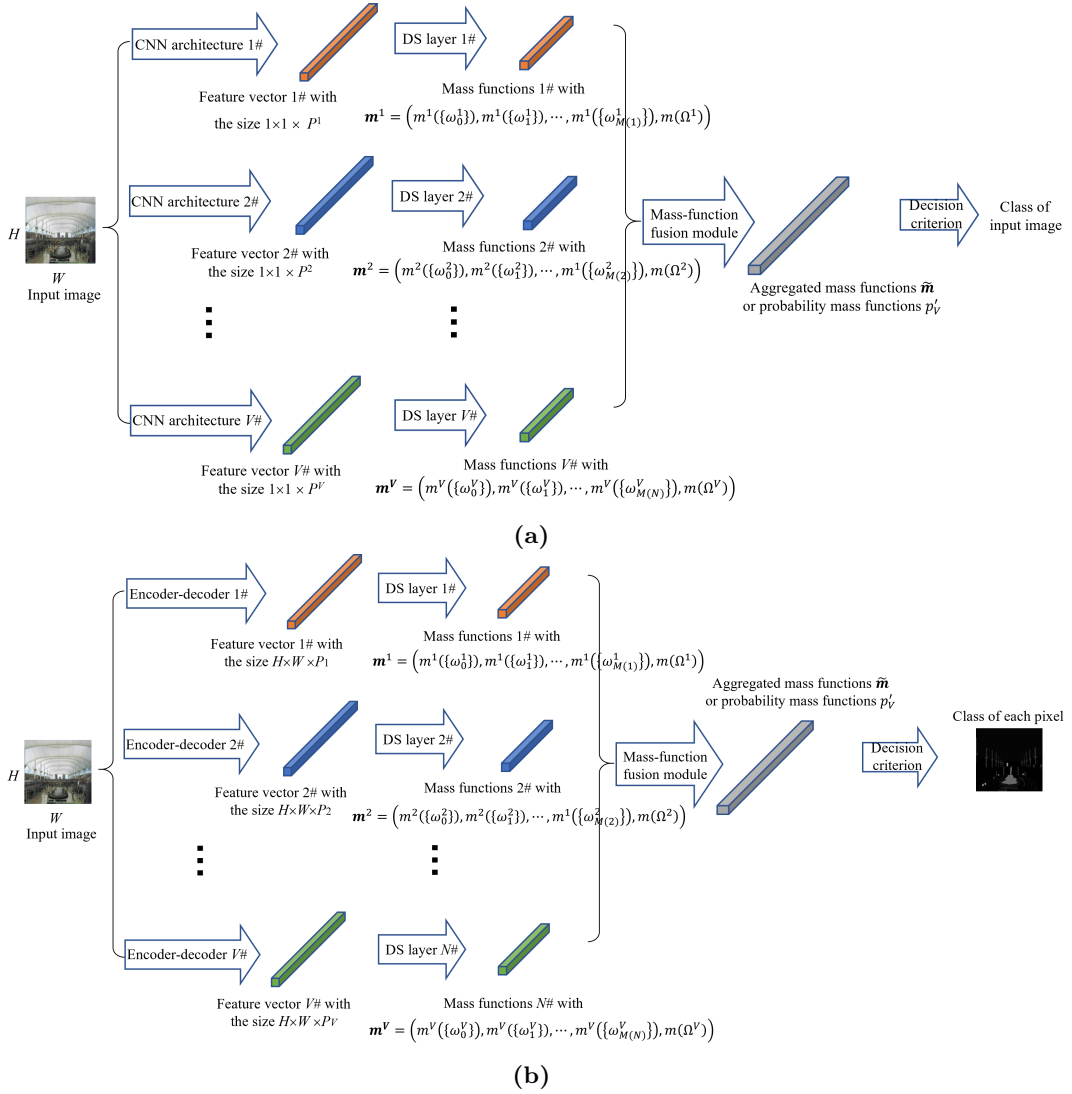 CNN architecture 1#
DS layer 1#
Feature vector 1# with
the size 1×1 × P¹
Mass functions 1# with
𝒎¹ = (m¹({ω₀¹}), m¹({ω₁¹}), ⋯ , m¹({ω¹_M(1)}), m(Ω¹))
CNN architecture 2#
DS layer 2#
Feature vector 2# with
the size 1×1 × P²
Mass functions 2# with
𝒎² = (m²({ω₀²}), m²({ω₁²}), ⋯ , m¹({ω²_M(2)}), m(Ω²))
H
W
Input image
Mass-function
fusion module
Decision
criterion
Class of
input image
Aggregated mass functions 𝒎̃
or probability mass functions p′_V
CNN architecture V#
DS layer V#
Feature vector V# with
the size 1×1 × P^V
Mass functions V# with
𝒎^V = (m^V({ω₀^V}), m^V({ω₁^V}), ⋯ , m^V({ω^V_M(N)}), m(Ω^V))
(a)
Encoder-decoder 1#
DS layer 1#
Feature vector 1# with
the size H×W ×P1
Mass functions 1# with
𝒎¹ = (m¹({ω₀¹}), m¹({ω₁¹}), ⋯ , m¹({ω¹_M(1)}), m(Ω¹))
Encoder-decoder 2#
DS layer 2#
Feature vector 2# with
the size H×W×P2
Mass functions 2# with
𝒎² = (m²({ω₀²}), m²({ω₁²}), ⋯ , m¹({ω²_M(2)}), m(Ω²))
H
W
Input image
Mass-function
fusion module
Aggregated mass functions 𝒎̃
or probability mass functions p′_V
Decision
criterion
Class of each pixel
Encoder-decoder V#
DS layer N#
Feature vector V# with
the size H×W ×PV
Mass functions N# with
𝒎^V = (m^V({ω₀^V}), m^V({ω₁^V}), ⋯ , m^V({ω^V_M(N)}), m(Ω^V))
(b)